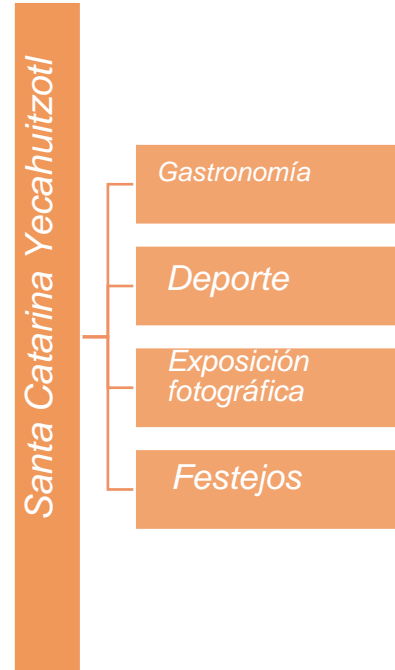 Santa Catarina Yecahuitzotl
Gastronomía
Deporte
Exposición
fotográfica
Festejos